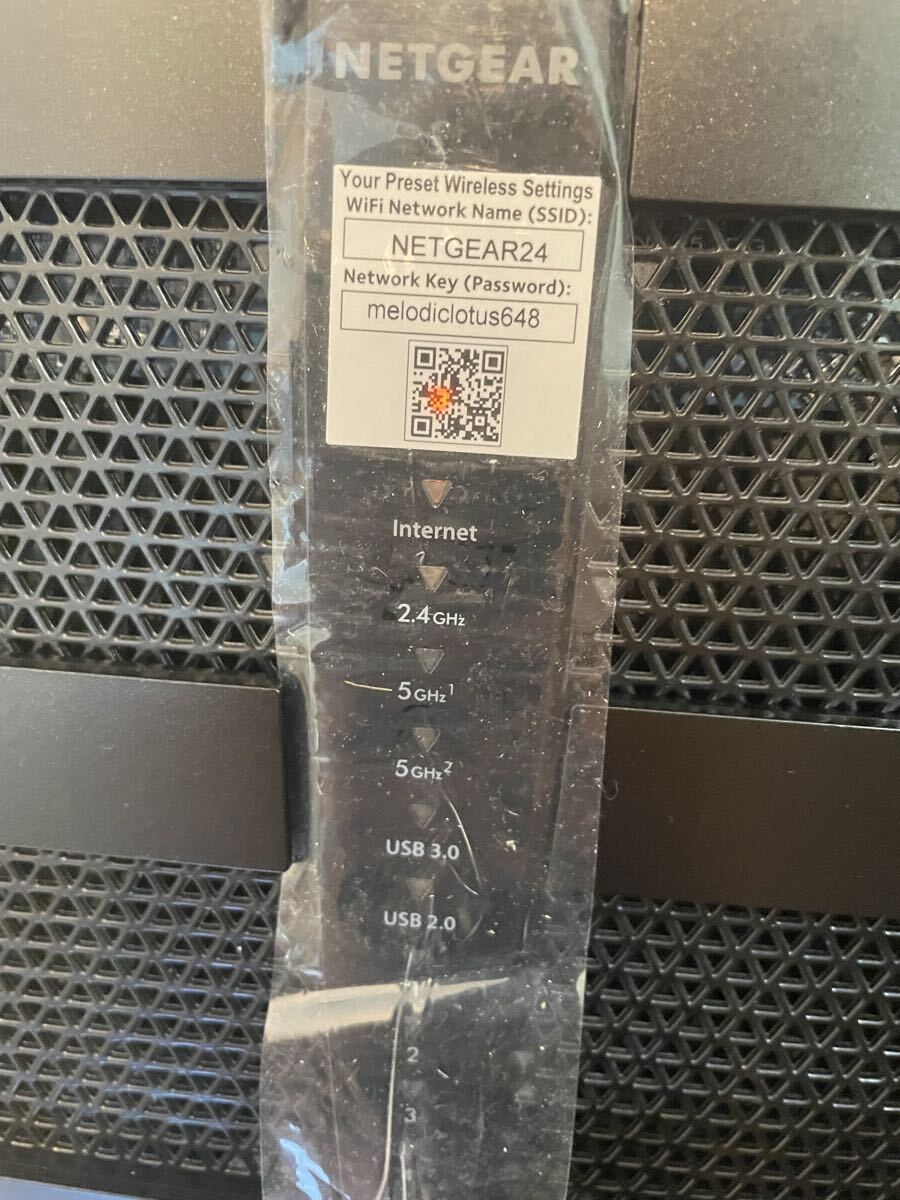 NETGEAR
Your Preset Wireless Settings
WiFi Network Name (SSID):
NETGEAR24
Network Key (Password):
melodiclotus648
Internet
2.4GHz
5GHz¹
5GHz²
USB 3.0
USB 2.0
2
3